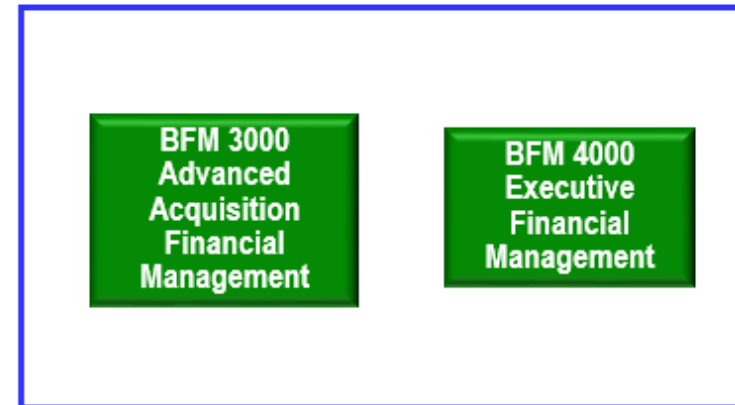 BFM 3000
Advanced
Acquisition
Financial
Management
BFM 4000
Executive
Financial
Management